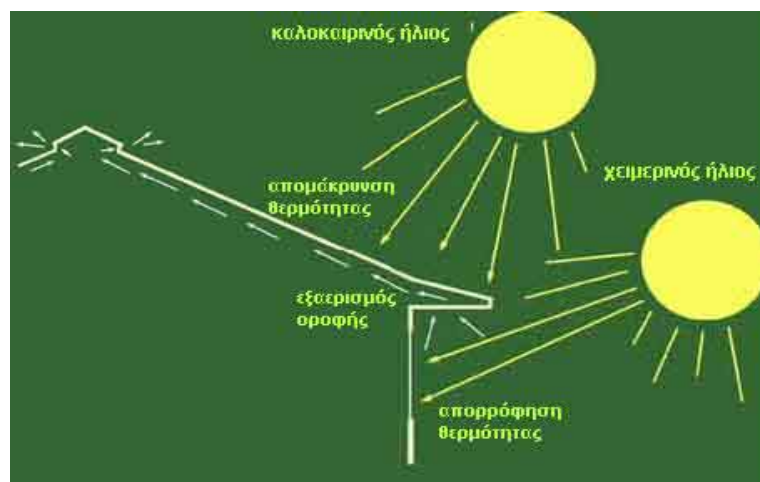 καλοκαιρινός ήλιος
χειμερινός ήλιος
απομάκρυνση
θερμότητας
εξαερισμός
οροφής
απορρόφηση
θερμότητας